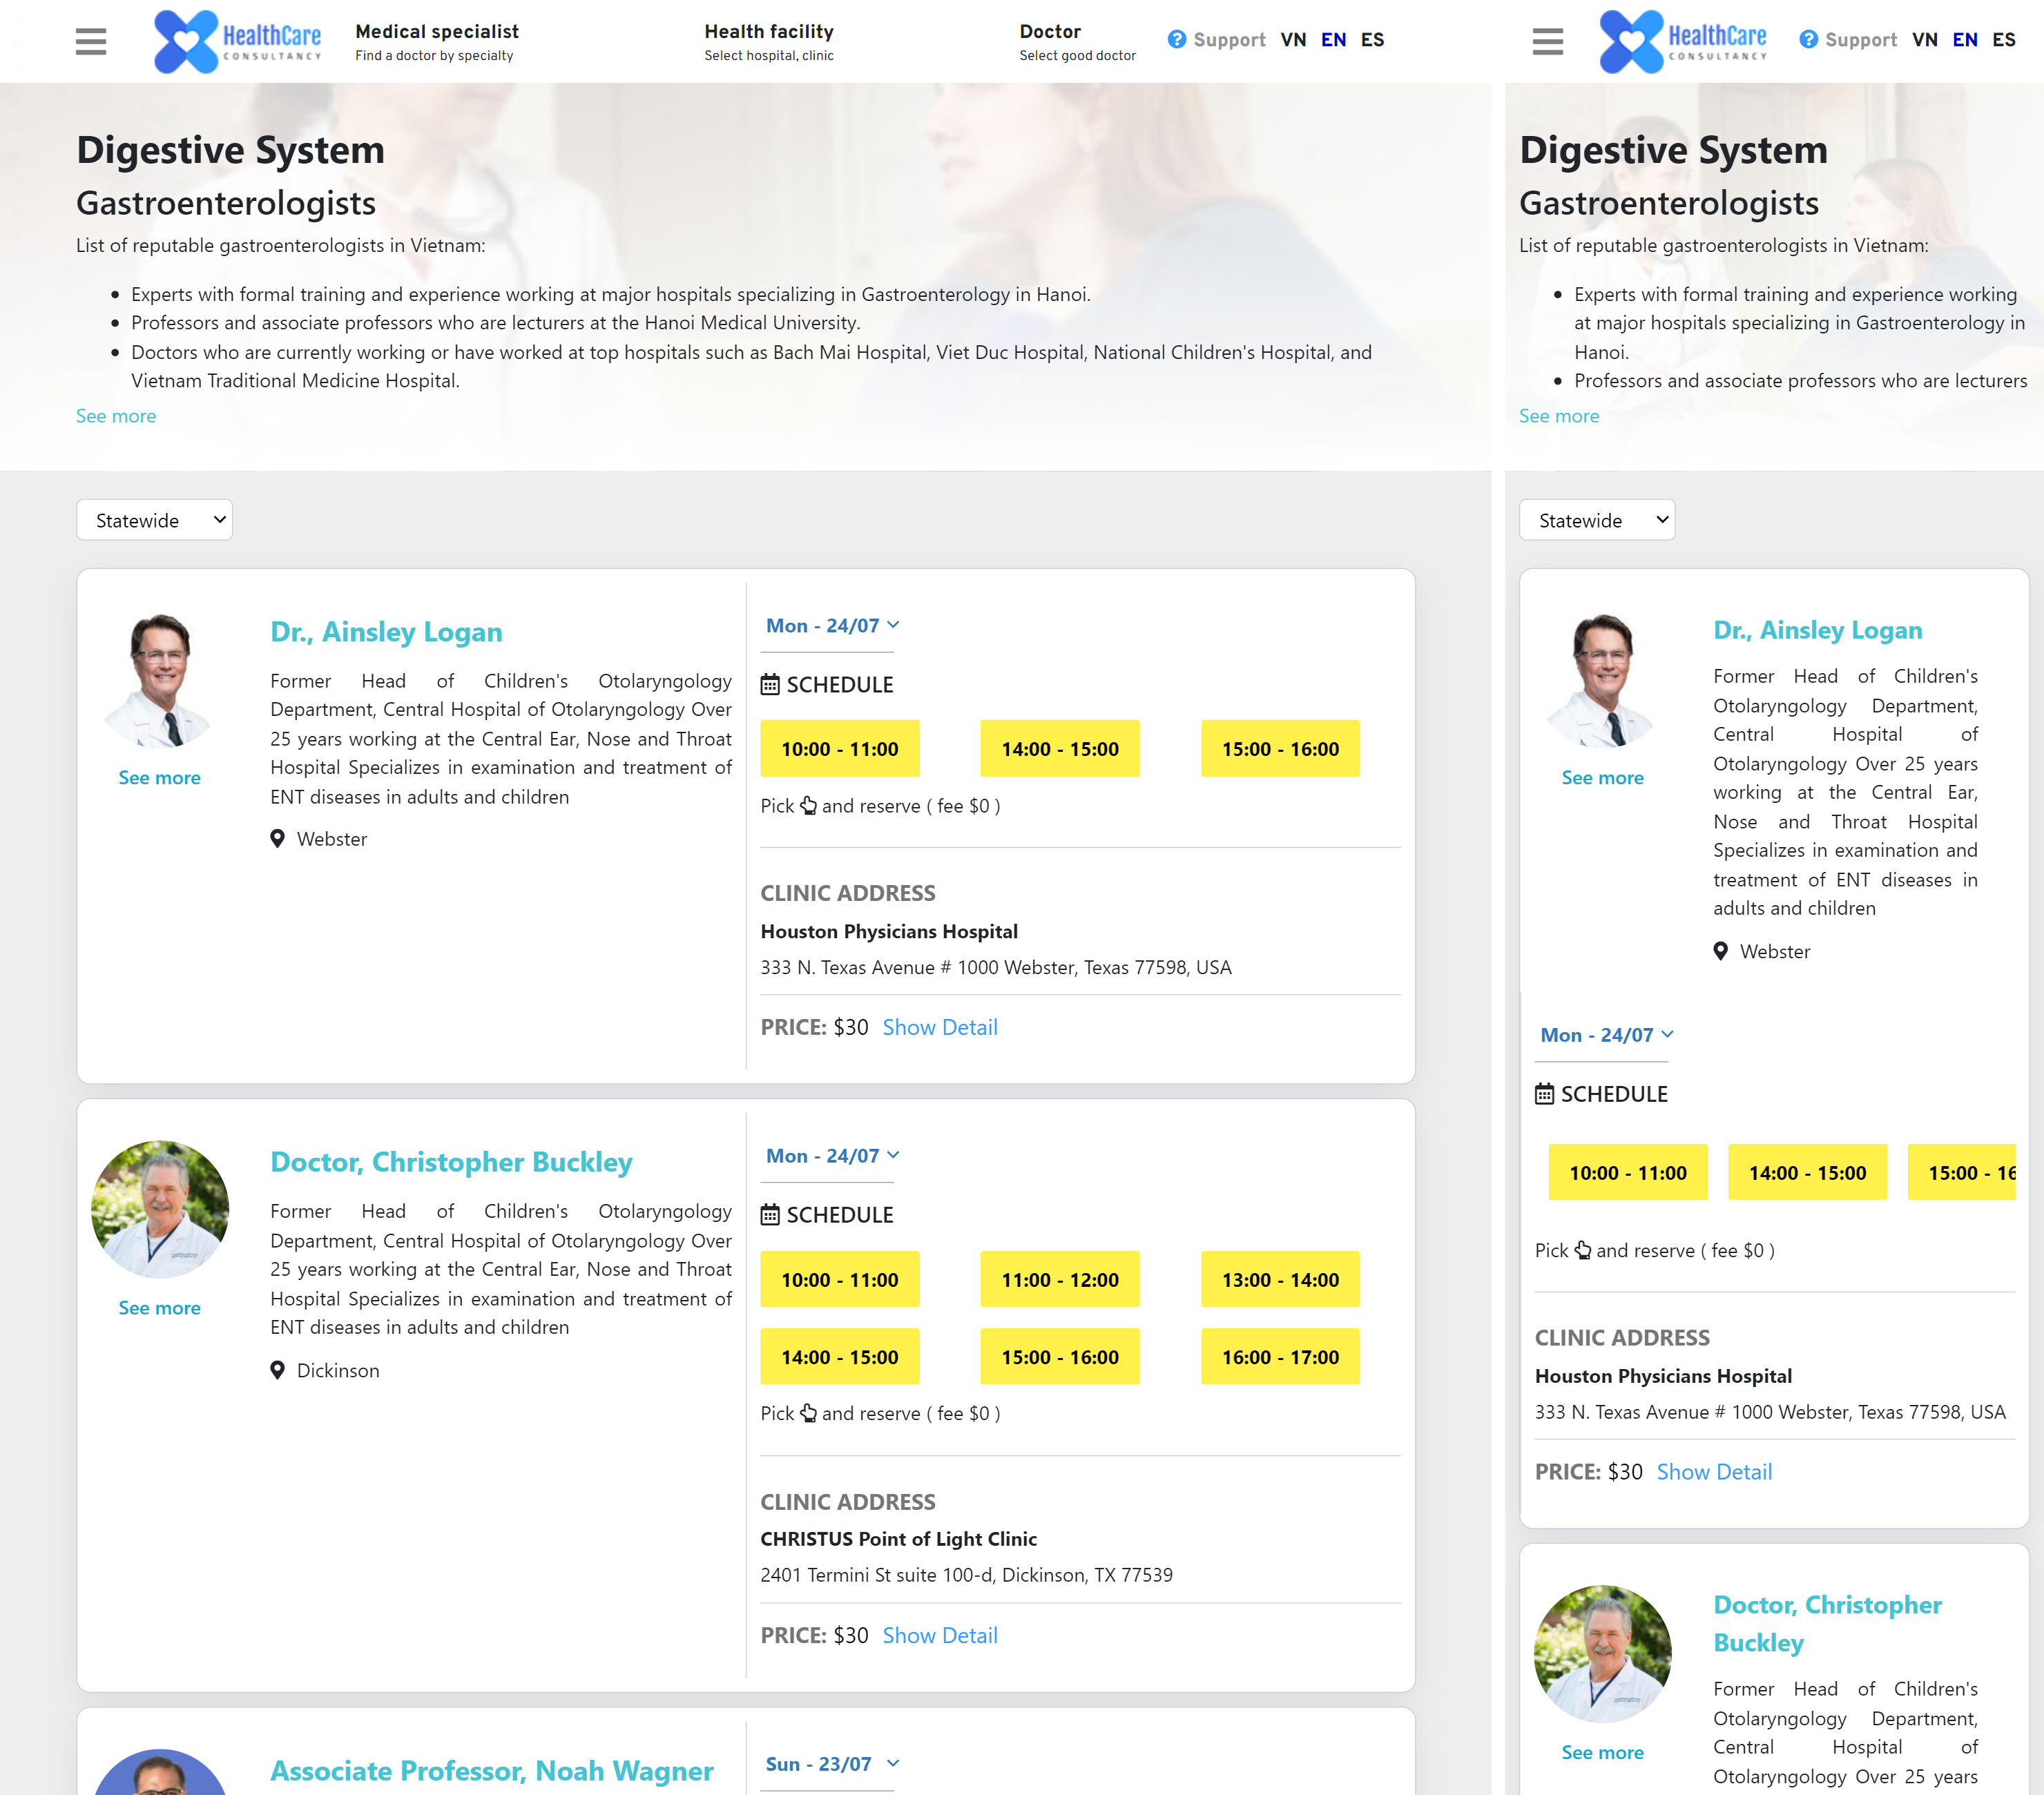 HealthCare
CONSULTANCY
Medical specialist
Find a doctor by specialty
Health facility
Select hospital, clinic
Doctor
Select good doctor
Support VN EN ES
Digestive System
Gastroenterologists
List of reputable gastroenterologists in Vietnam:
Experts with formal training and experience working at major hospitals specializing in Gastroenterology in Hanoi.
Professors and associate professors who are lecturers at the Hanoi Medical University.
Doctors who are currently working or have worked at top hospitals such as Bach Mai Hospital, Viet Duc Hospital, National Children's Hospital, and
Vietnam Traditional Medicine Hospital.
See more
Statewide
See more
Dr., Ainsley Logan
Former Head of Children's Otolaryngology
Department, Central Hospital of Otolaryngology Over
25 years working at the Central Ear, Nose and Throat
Hospital Specializes in examination and treatment of
ENT diseases in adults and children
Webster
Mon - 24/07
SCHEDULE
10:00 - 11:00 14:00 - 15:00 15:00 - 16:00
Pick and reserve ( fee $0 )
CLINIC ADDRESS
Houston Physicians Hospital
333 N. Texas Avenue # 1000 Webster, Texas 77598, USA
PRICE: $30 Show Detail
See more
Doctor, Christopher Buckley
Former Head of Children's Otolaryngology
Department, Central Hospital of Otolaryngology Over
25 years working at the Central Ear, Nose and Throat
Hospital Specializes in examination and treatment of
ENT diseases in adults and children
Dickinson
Mon - 24/07
SCHEDULE
10:00 - 11:00 11:00 - 12:00 13:00 - 14:00
14:00 - 15:00 15:00 - 16:00 16:00 - 17:00
Pick and reserve ( fee $0 )
CLINIC ADDRESS
CHRISTUS Point of Light Clinic
2401 Termini St suite 100-d, Dickinson, TX 77539
PRICE: $30 Show Detail
Associate Professor, Noah Wagner
Sun - 23/07
HealthCare
CONSULTANCY
Support VN EN ES
Digestive System
Gastroenterologists
List of reputable gastroenterologists in Vietnam:
Experts with formal training and experience working
at major hospitals specializing in Gastroenterology in
Hanoi.
Professors and associate professors who are lecturers
See more
Statewide
See more
Dr., Ainsley Logan
Former Head of Children's
Otolaryngology Department,
Central Hospital of
Otolaryngology Over 25 years
working at the Central Ear,
Nose and Throat Hospital
Specializes in examination and
treatment of ENT diseases in
adults and children
Webster
Mon - 24/07
SCHEDULE
10:00 - 11:00 14:00 - 15:00 15:00 - 16
Pick and reserve ( fee $0 )
CLINIC ADDRESS
Houston Physicians Hospital
333 N. Texas Avenue # 1000 Webster, Texas 77598, USA
PRICE: $30 Show Detail
See more
Doctor, Christopher
Buckley
Former Head of Children's
Otolaryngology Department,
Central Hospital of
Otolaryngology Over 25 years